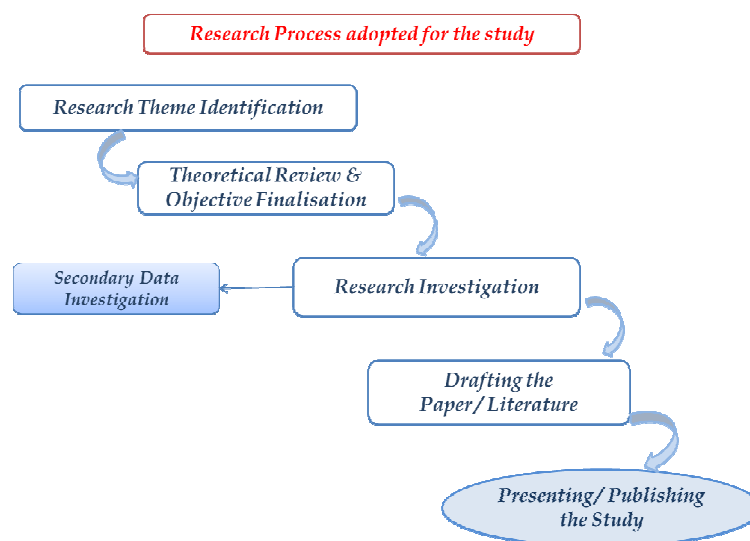 Research Process adopted for the study
Research Theme Identification
Theoretical Review &
Objective Finalisation
Secondary Data
Investigation
Research Investigation
Drafting the
Paper/ Literature
Presenting/ Publishing
the Study